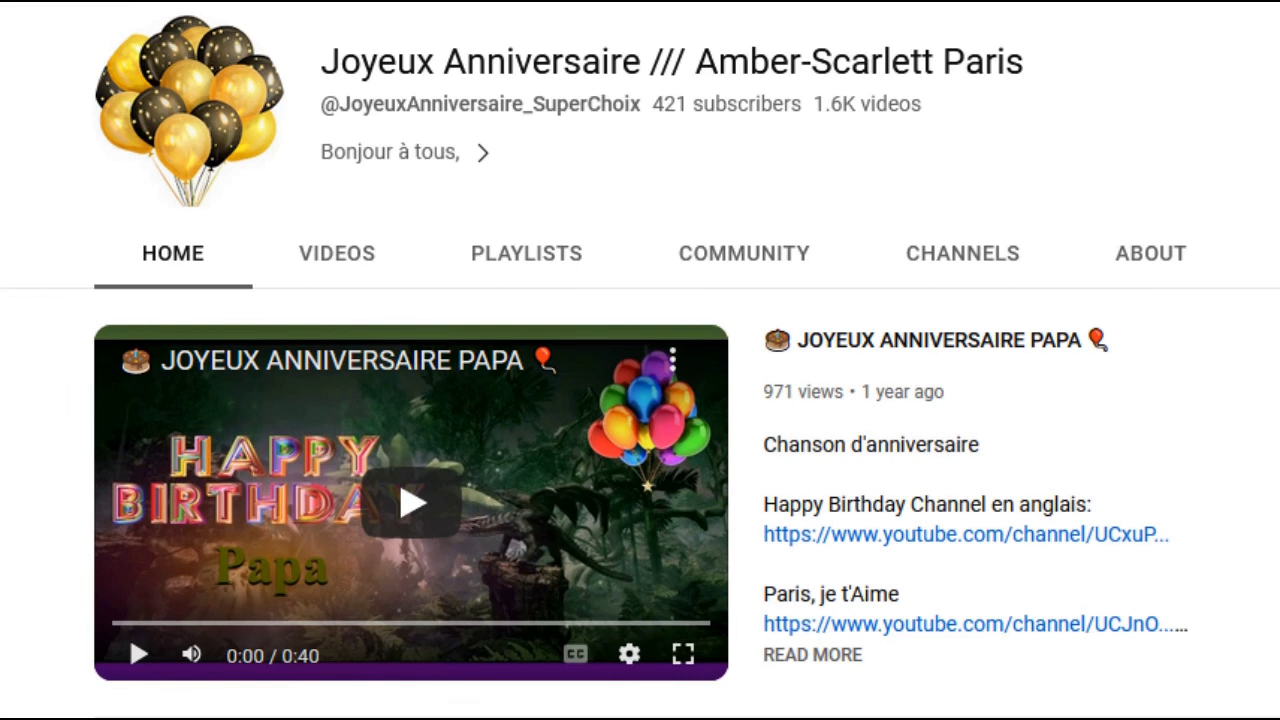 Joyeux Anniversaire /// Amber-Scarlett Paris
@JoyeuxAnniversaire_SuperChoix 421 subscribers 1.6K videos
Bonjour à tous,
HOME VIDEOS PLAYLISTS COMMUNITY CHANNELS ABOUT
JOYEUX ANNIVERSAIRE PAPA
HAPPY
BIRTHDAY
Papa
0:00 / 0:40
CC
JOYEUX ANNIVERSAIRE PAPA
971 views • 1 year ago
Chanson d'anniversaire
Happy Birthday Channel en anglais:
https://www.youtube.com/channel/UCxuP...
Paris, je t'Aime
https://www.youtube.com/channel/UCJnO......
READ MORE